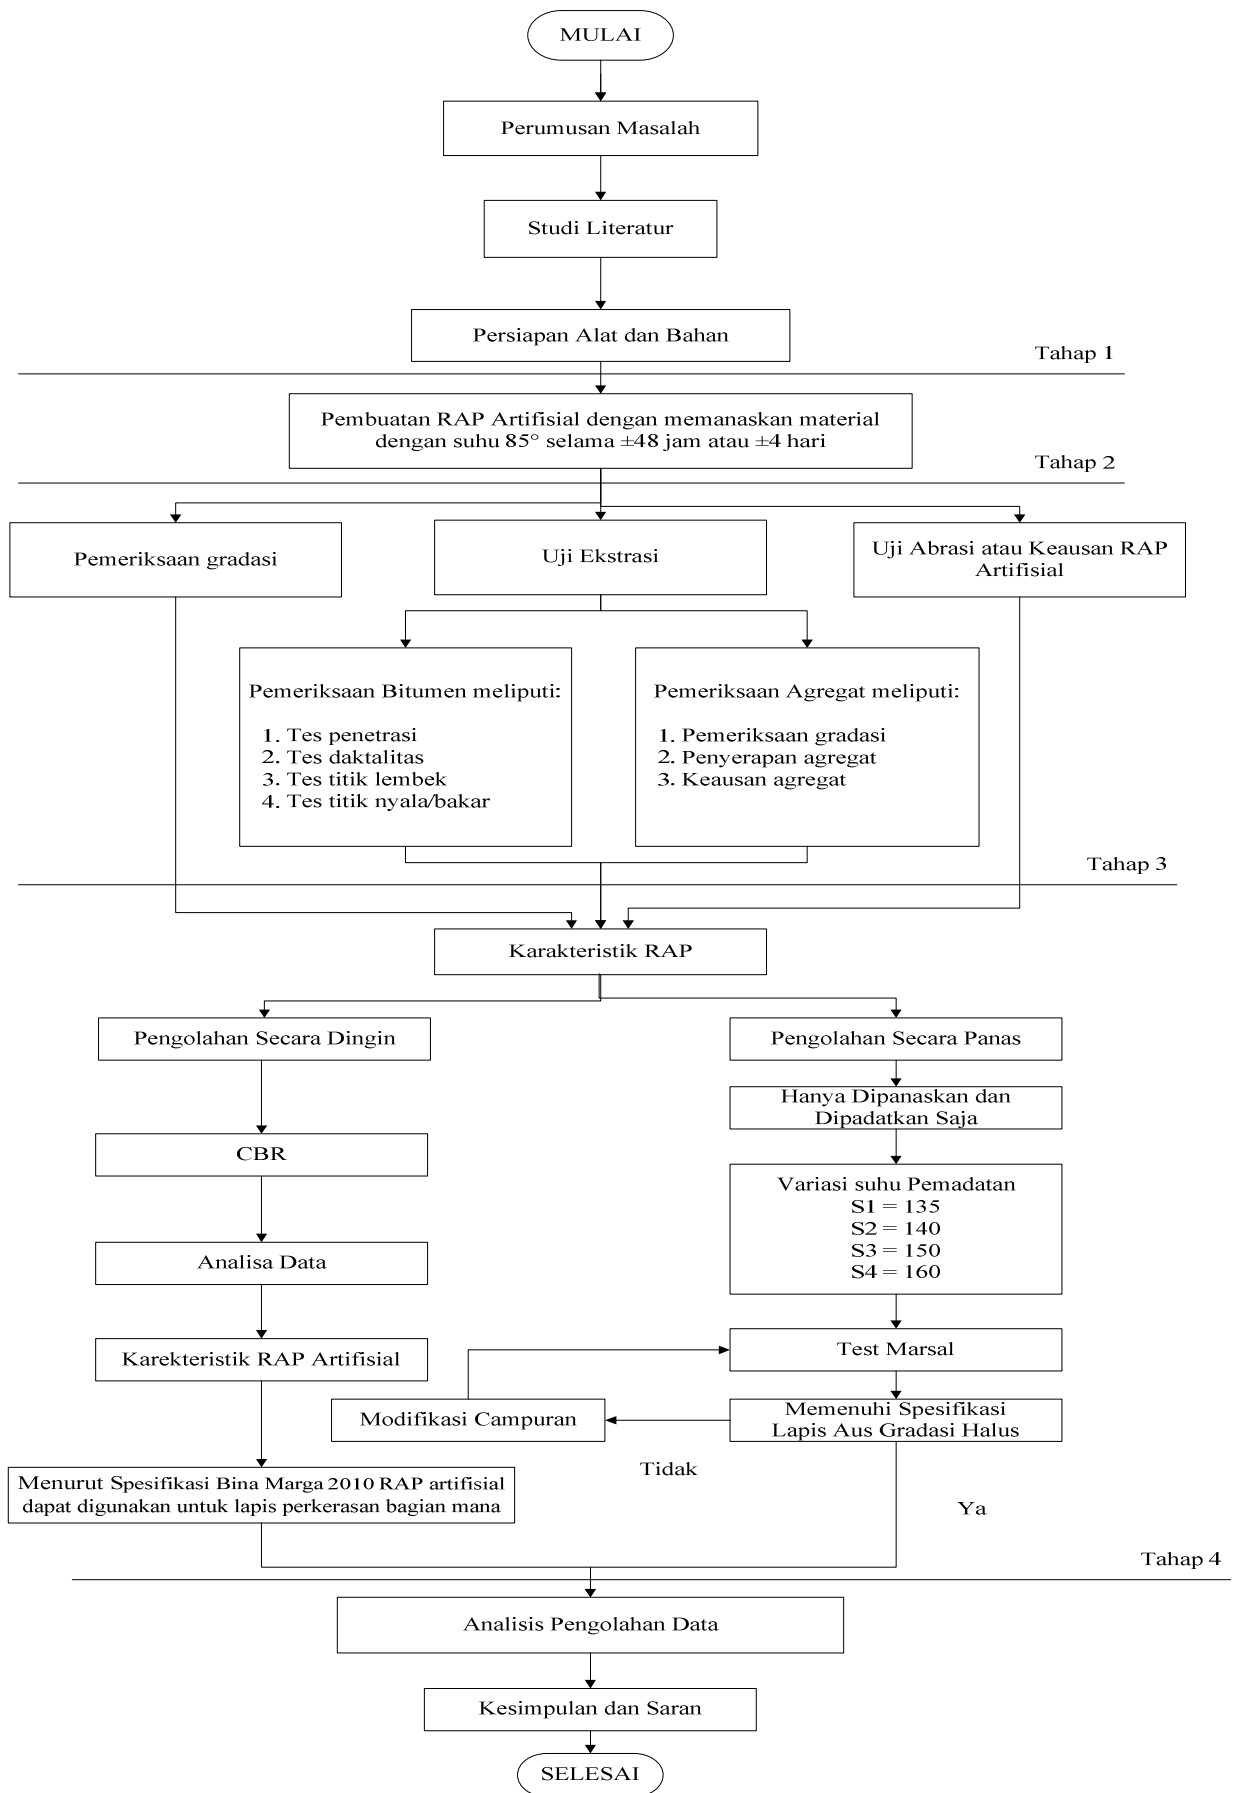 MULAI
Perumusan Masalah
Studi Literatur
Persiapan Alat dan Bahan
Tahap 1
Pembuatan RAP Artifisial dengan memanaskan material
dengan suhu 85° selama ±48 jam atau ±4 hari
Tahap 2
Pemeriksaan gradasi
Uji Ekstrasi
Uji Abrasi atau Keausan RAP
Artifisial
Pemeriksaan Bitumen meliputi:
1. Tes penetrasi
2. Tes daktalitas
3. Tes titik lembek
4. Tes titik nyala/bakar
Pemeriksaan Agregat meliputi:
1. Pemeriksaan gradasi
2. Penyerapan agregat
3. Keausan agregat
Tahap 3
Karakteristik RAP
Pengolahan Secara Dingin
Pengolahan Secara Panas
Hanya Dipanaskan dan
Dipadatkan Saja
CBR
Variasi suhu Pemadatan
S1 = 135
S2 = 140
S3 = 150
S4 = 160
Analisa Data
Karekteristik RAP Artifisial
Test Marsal
Modifikasi Campuran
Memenuhi Spesifikasi
Lapis Aus Gradasi Halus
Tidak
Menurut Spesifikasi Bina Marga 2010 RAP artifisial
dapat digunakan untuk lapis perkerasan bagian mana
Ya
Tahap 4
Analisis Pengolahan Data
Kesimpulan dan Saran
SELESAI